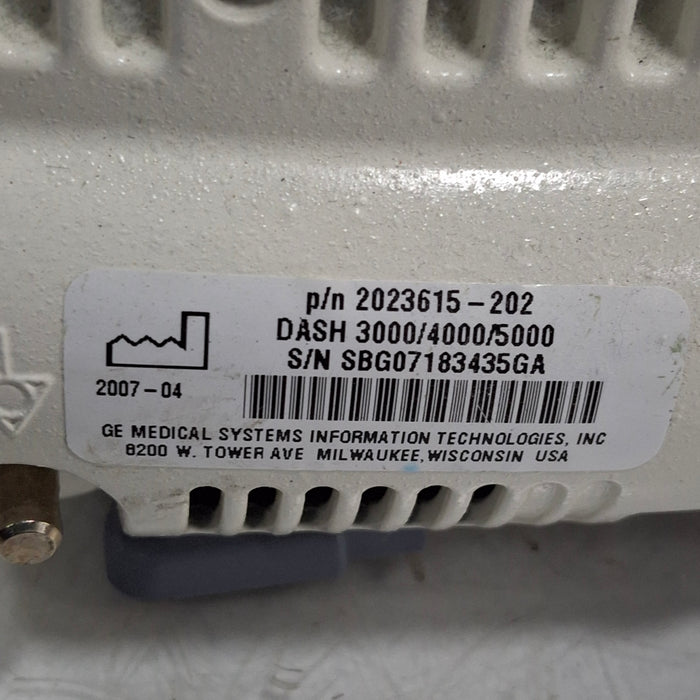 p/n 2023615-202
DASH 3000/4000/5000
S/N SBG07183435GA
2007-04
GE MEDICAL SYSTEMS INFORMATION TECHNOLOGIES, INC
8200 W. TOWER AVE MILWAUKEE, WISCONSIN USA